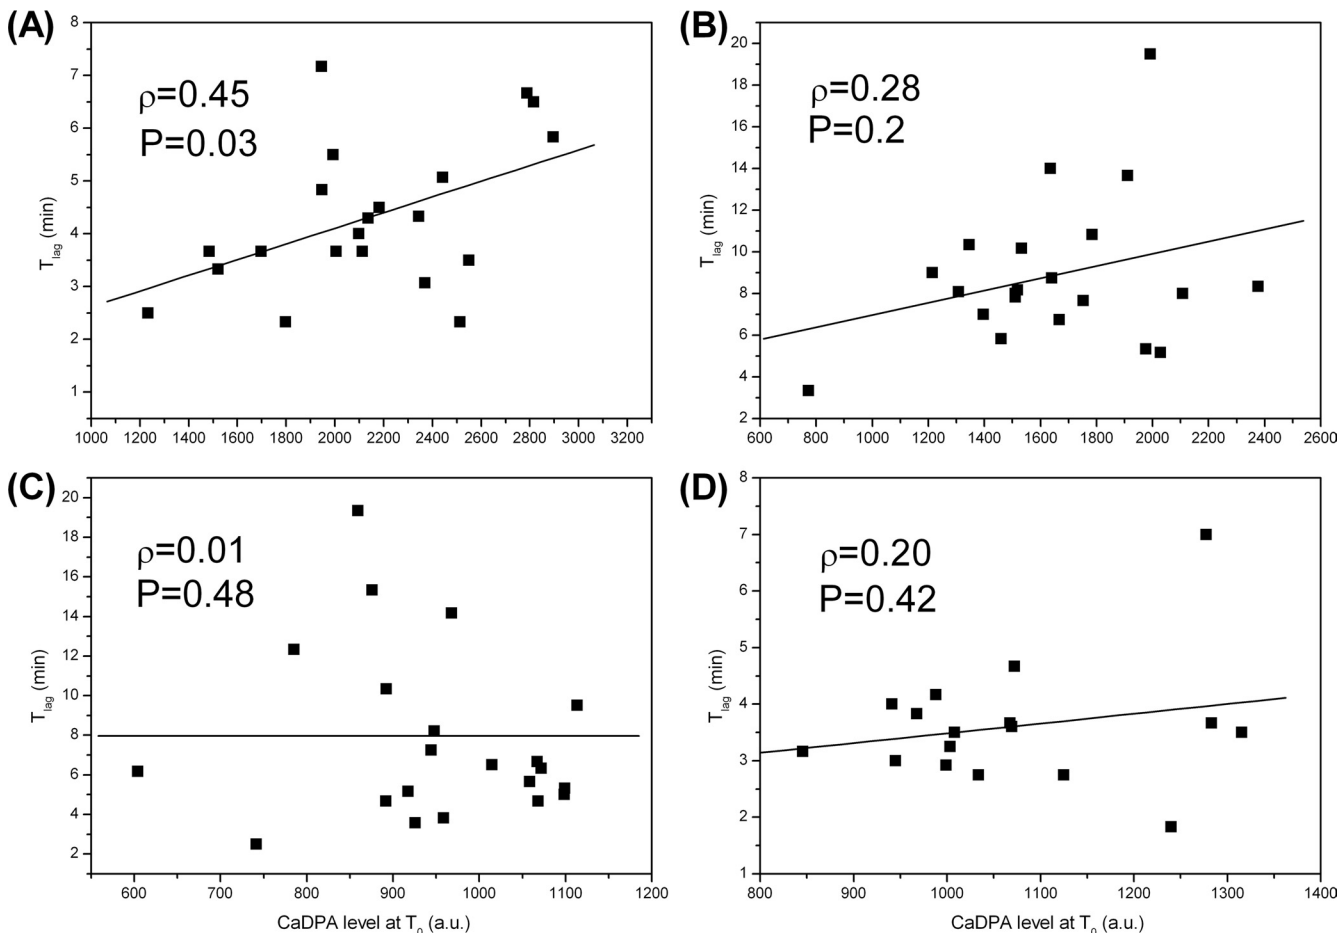 (A)
ρ=0.45
P=0.03
T_lag (min)
8
7
6
5
4
3
2
1
1000 1200 1400 1600 1800 2000 2200 2400 2600 2800 3000 3200
(B)
ρ=0.28
P=0.2
T_lag (min)
20
18
16
14
12
10
8
6
4
2
600 800 1000 1200 1400 1600 1800 2000 2200 2400 2600
(C)
ρ=0.01
P=0.48
T_lag (min)
20
18
16
14
12
10
8
6
4
2
600 700 800 900 1000 1100 1200
CaDPA level at T_0 (a.u.)
(D)
ρ=0.20
P=0.42
T_lag (min)
8
7
6
5
4
3
2
1
800 900 1000 1100 1200 1300 1400
CaDPA level at T_0 (a.u.)